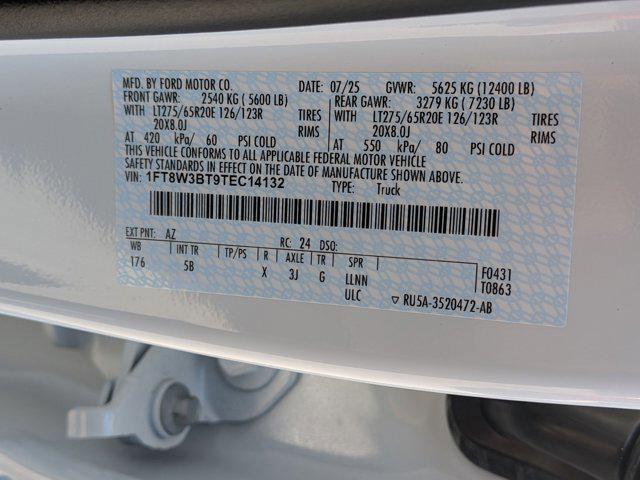 MFD. BY FORD MOTOR CO. DATE: 07/25 GVWR: 5625 KG (12400 LB)
FRONT GAWR: 2540 KG (5600 LB) REAR GAWR: 3279 KG (7230 LB)
WITH LT275/65R20E 126/123R TIRES WITH LT275/65R20E 126/123R TIRES
20X8.0J RIMS 20X8.0J RIMS
AT 420 kPa/ 60 PSI COLD AT 550 kPa/ 80 PSI COLD
THIS VEHICLE CONFORMS TO ALL APPLICABLE FEDERAL MOTOR VEHICLE
SAFETY STANDARDS IN EFFECT ON THE DATE OF MANUFACTURE SHOWN ABOVE.
VIN: 1FT8W3BT9TEC14132 TYPE: Truck
EXT PNT: AZ RC: 24 DSO:
WB INT TR TP/PS R AXLE TR SPR F0431
176 5B X 3J G LLNN T0863
ULC RU5A-3520472-AB